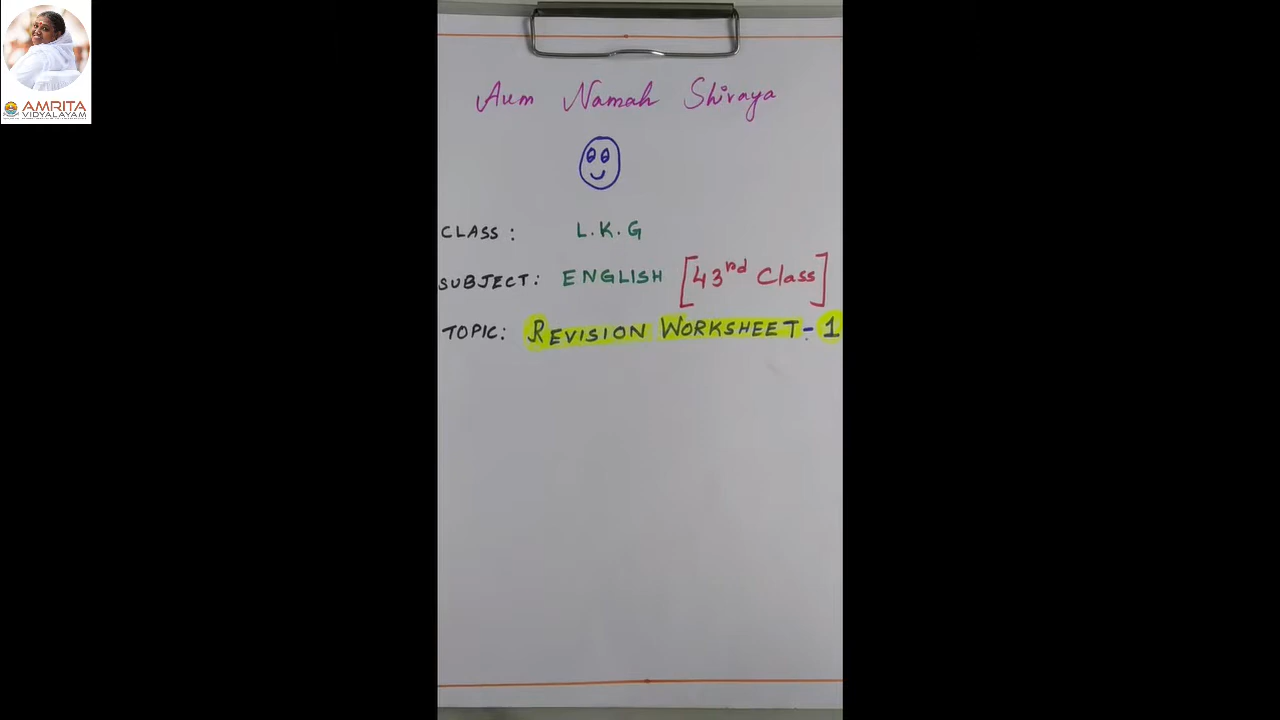 AMRITA
VIDYALAYAM
Aum Namah Shivaya
CLASS: L.K.G
SUBJECT: ENGLISH [43rd Class]
TOPIC: REVISION WORKSHEET-1